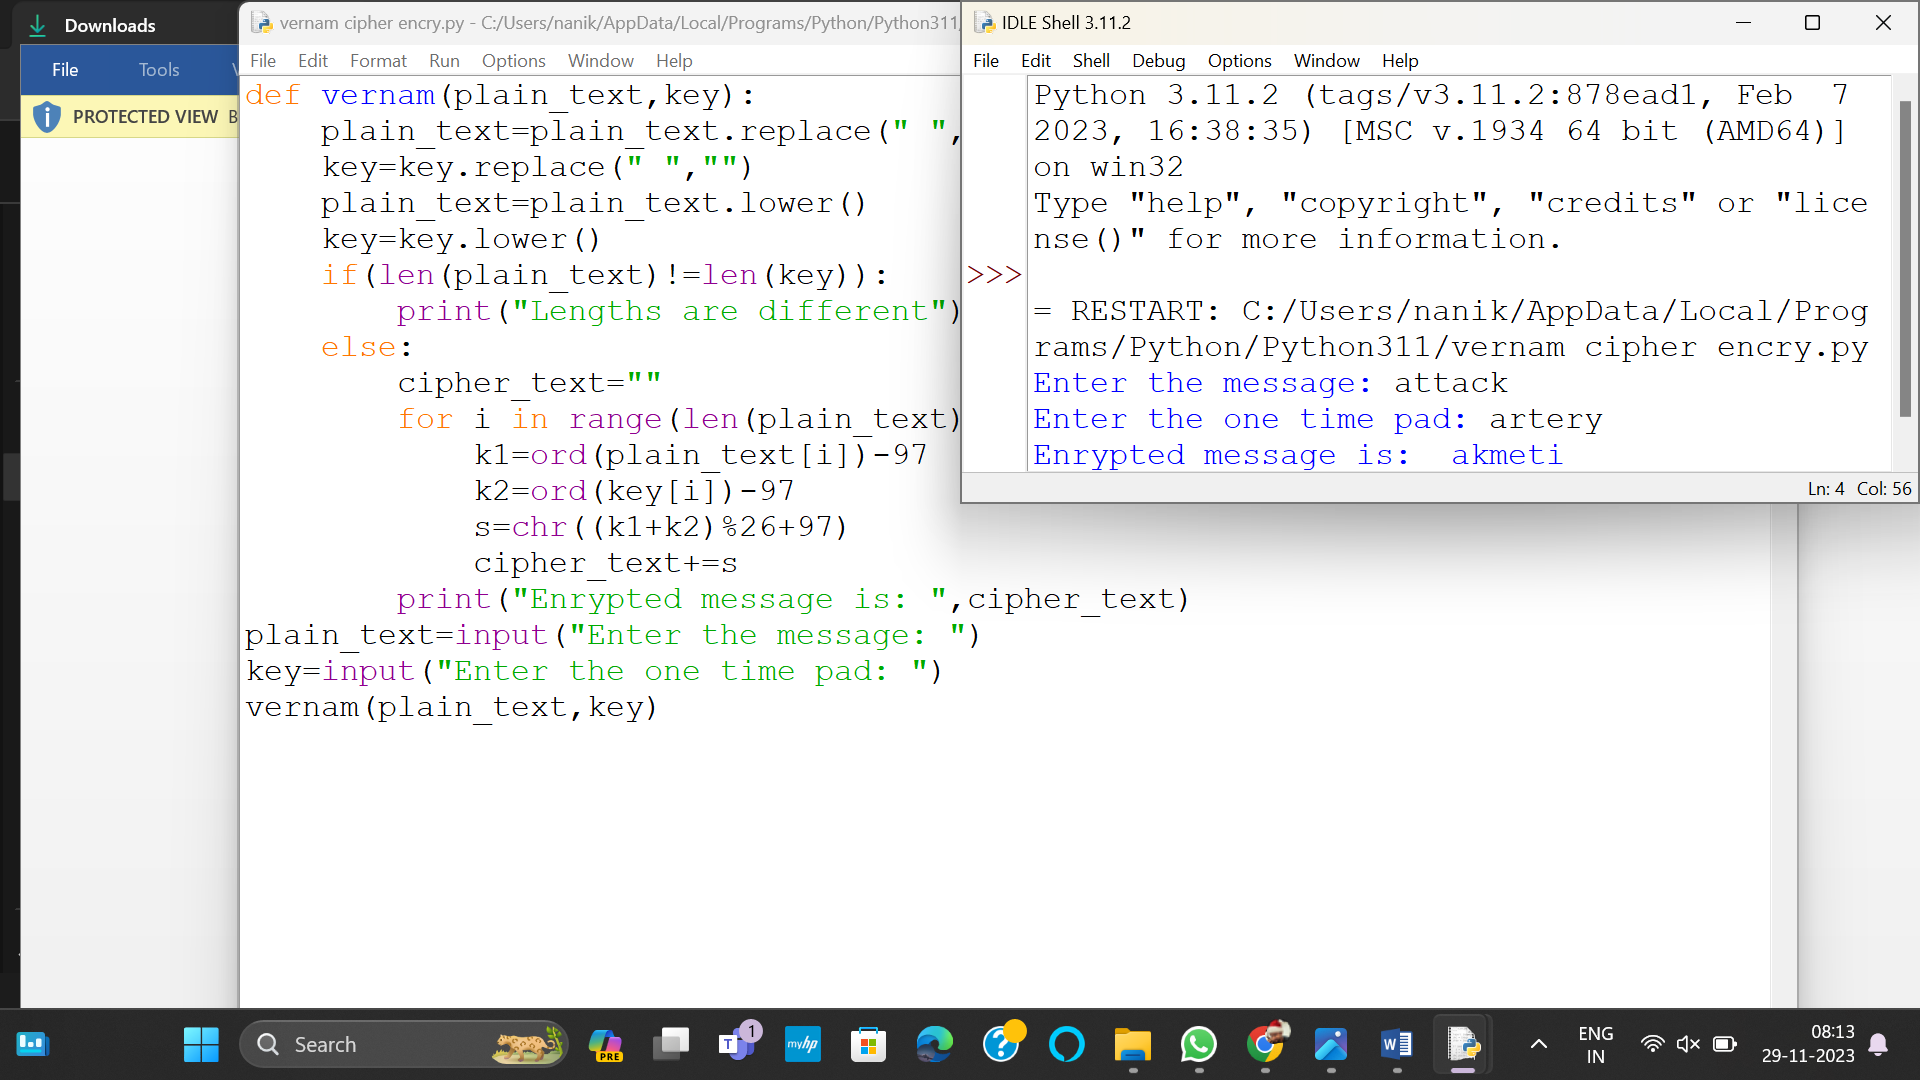 Downloads
File Tools
PROTECTED VIEW B
vernam cipher encry.py - C:/Users/nanik/AppData/Local/Programs/Python/Python311/
File Edit Format Run Options Window Help
def vernam(plain_text,key):
    plain_text=plain_text.replace(" ",
    key=key.replace(" ","")
    plain_text=plain_text.lower()
    key=key.lower()
    if(len(plain_text)!=len(key)):
        print("Lengths are different")
    else:
        cipher_text=""
        for i in range(len(plain_text)
            k1=ord(plain_text[i])-97
            k2=ord(key[i])-97
            s=chr((k1+k2)%26+97)
            cipher_text+=s
        print("Enrypted message is: ",cipher_text)
plain_text=input("Enter the message: ")
key=input("Enter the one time pad: ")
vernam(plain_text,key)
IDLE Shell 3.11.2
File Edit Shell Debug Options Window Help
Python 3.11.2 (tags/v3.11.2:878ead1, Feb  7
2023, 16:38:35) [MSC v.1934 64 bit (AMD64)]
on win32
Type "help", "copyright", "credits" or "lice
nse()" for more information.
>>>
= RESTART: C:/Users/nanik/AppData/Local/Prog
rams/Python/Python311/vernam cipher encry.py
Enter the message: attack
Enter the one time pad: artery
Enrypted message is:  akmeti
Ln: 4 Col: 56
Search
PRE
T 1
myhp
W
ENG
IN
08:13
29-11-2023